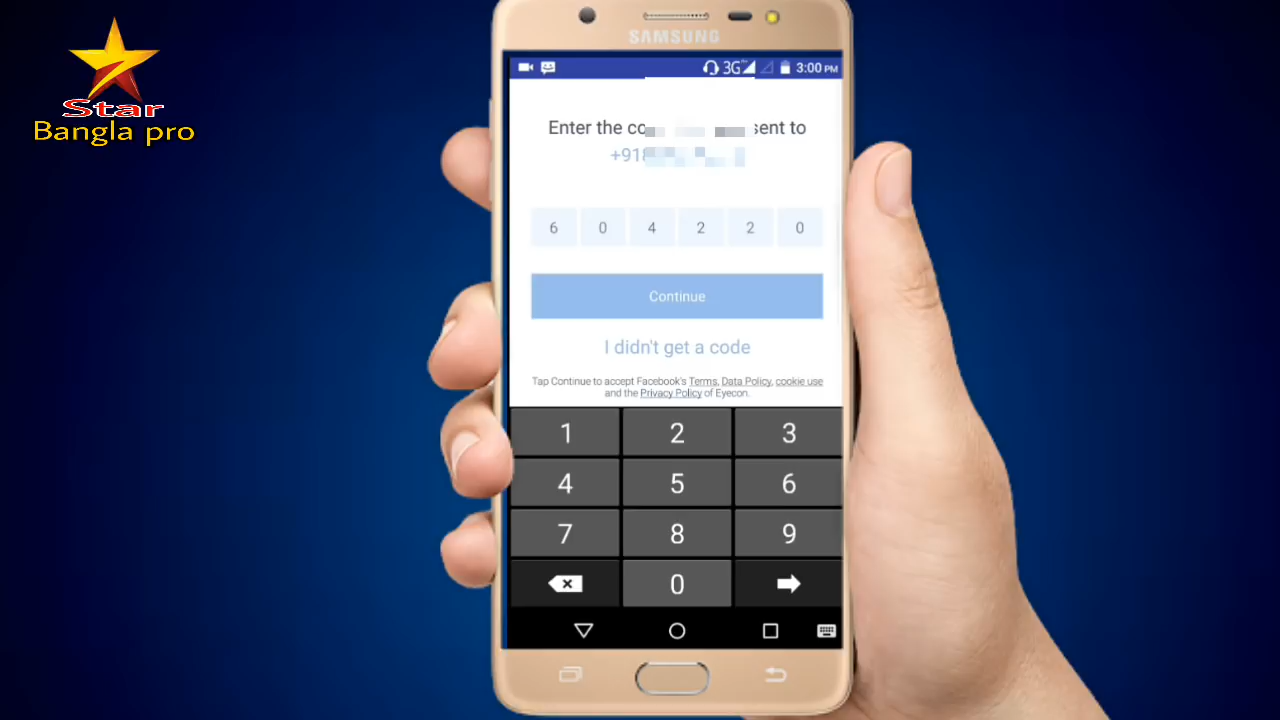 Star
Bangla pro
SAMSUNG
3G
3:00 PM
Enter the co sent to
+91
6 0 4 2 2 0
Continue
I didn't get a code
Tap Continue to accept Facebook's Terms, Data Policy, cookie use
and the Privacy Policy of Eyecon.
1 2 3
4 5 6
7 8 9
0